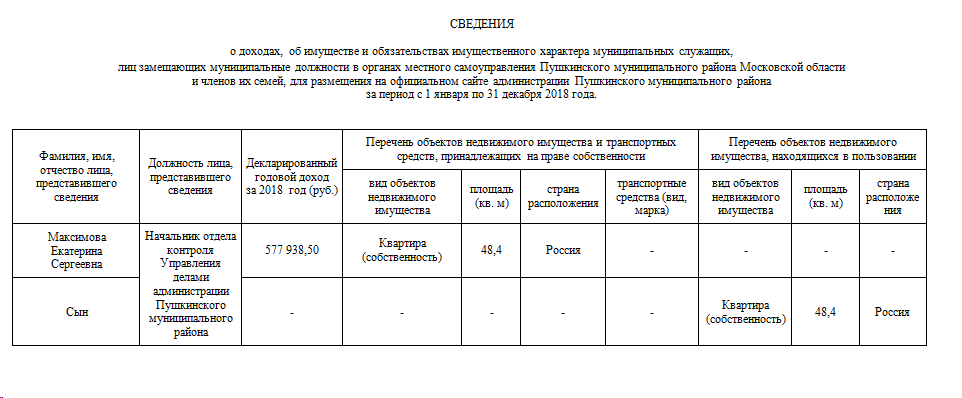 СВЕДЕНИЯ
о доходах, об имуществе и обязательствах имущественного характера муниципальных служащих,
лиц замещающих муниципальные должности в органах местного самоуправления Пушкинского муниципального района Московской области
и членов их семей, для размещения на официальном сайте администрации Пушкинского муниципального района
за период с 1 января по 31 декабря 2018 года.
Фамилия, имя,
отчество лица,
представившего
сведения
Должность лица,
представившего
сведения
Декларированный
годовой доход
за 2018 год (руб.)
Перечень объектов недвижимого имущества и транспортных
средств, принадлежащих на праве собственности
Перечень объектов недвижимого
имущества, находящихся в пользовании
вид объектов
недвижимого
имущества
площадь
(кв. м)
страна
расположения
транспортные
средства (вид,
марка)
вид объектов
недвижимого
имущества
площадь
(кв. м)
страна
расположе
ния
Максимова
Екатерина
Сергеевна
Начальник отдела
контроля
Управления
делами
администрации
Пушкинского
муниципального
района
577 938,50
Квартира
(собственность)
48,4
Россия
-
-
-
-
Сын
-
-
-
-
-
Квартира
(собственность)
48,4
Россия